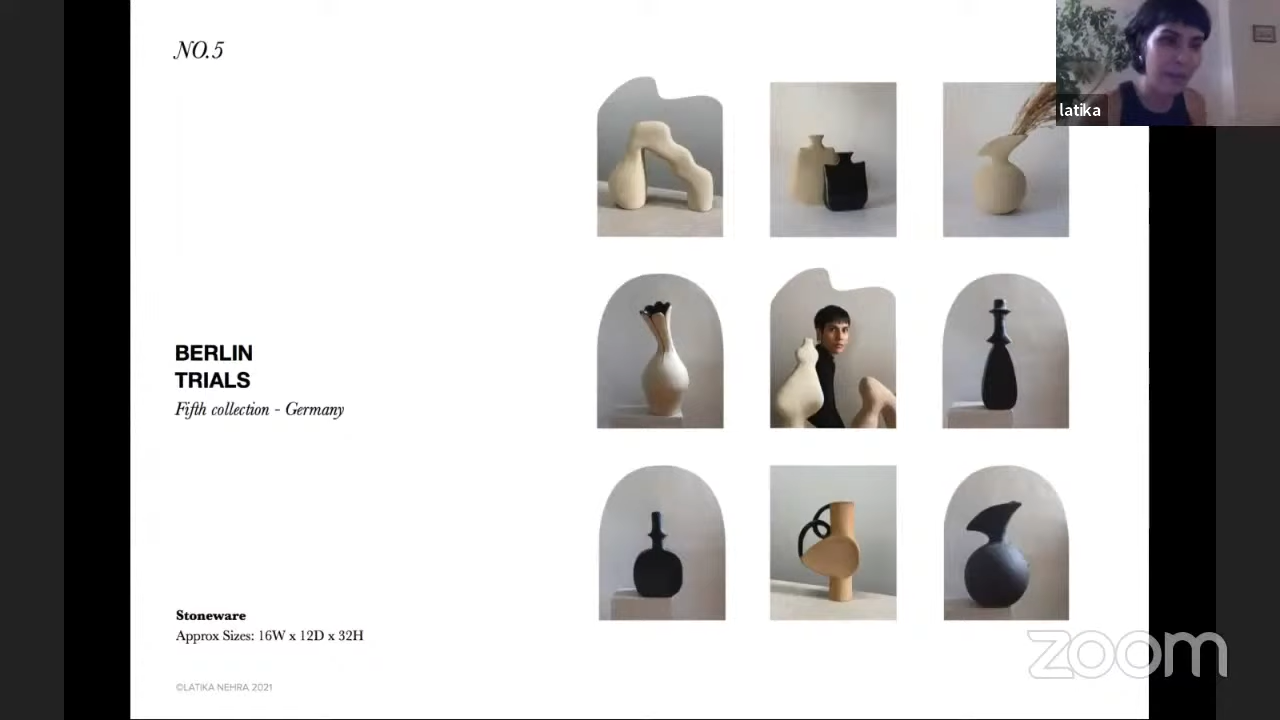 NO.5
latika
BERLIN
TRIALS
Fifth collection - Germany
Stoneware
Approx Sizes: 16W x 12D x 32H
©LATIKA NEHRA 2021
zoom